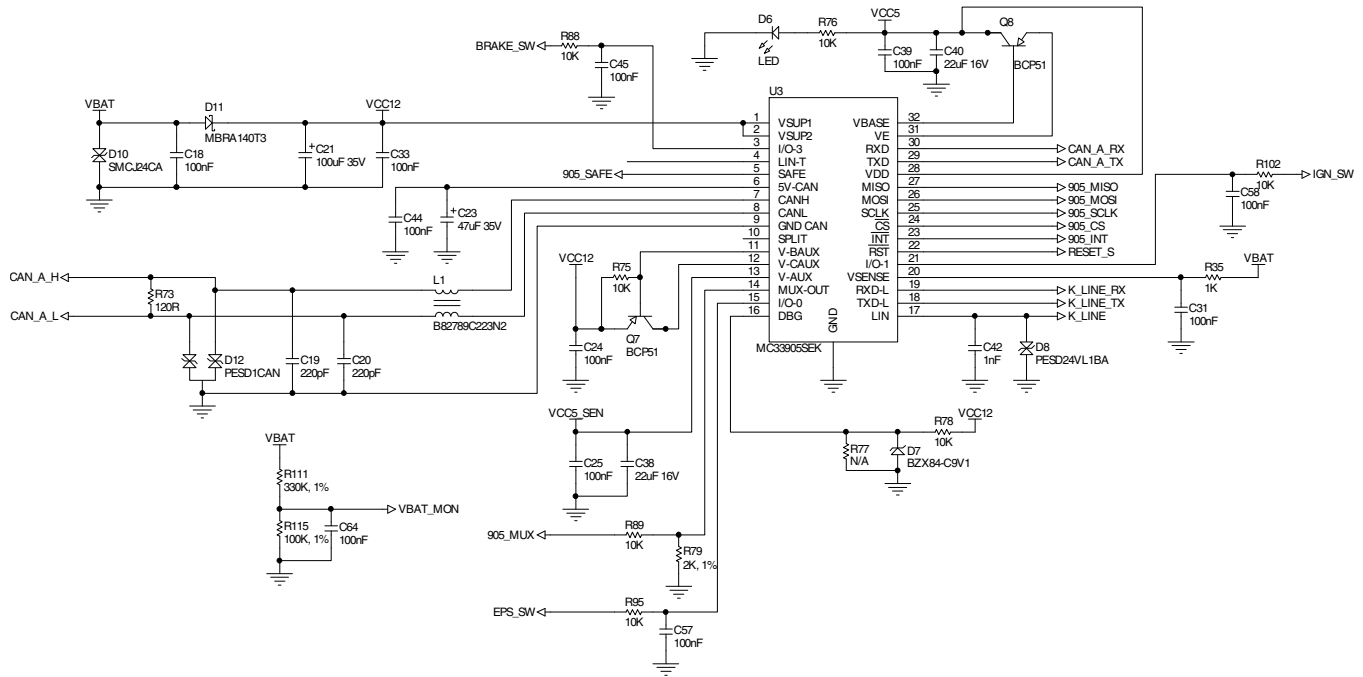 D6
LED
R76
10K
VCC5
C39
100nF
C40
22uF 16V
Q8
BCP51
BRAKE_SW
R88
10K
C45
100nF
VBAT
D11
MBRA140T3
VCC12
D10
SMCJ24CA
C18
100nF
C21
100uF 35V
C33
100nF
905_SAFE
C44
100nF
C23
47uF 35V
U3
1 VSUP1
2 VSUP2
3 I/O-3
4 LIN-T
5 SAFE
6 5V-CAN
7 CANH
8 CANL
9 GND CAN
10 SPLIT
11 V-BAUX
12 V-CAUX
13 V-AUX
14 MUX-OUT
15 I/O-0
16 DBG
VBASE 32
VE 31
RXD 30
TXD 29
VDD 28
MISO 27
MOSI 26
SCLK 25
CS 24
INT 23
RST 22
I/O-1 21
VSENSE 20
RXD-L 19
TXD-L 18
LIN 17
GND
MC33905SEK
CAN_A_RX
CAN_A_TX
905_MISO
905_MOSI
905_SCLK
905_CS
905_INT
RESET_S
K_LINE_RX
K_LINE_TX
K_LINE
R102
10K
IGN_SW
C58
100nF
VBAT
R35
1K
C31
100nF
C42
1nF
D8
PESD24VL1BA
CAN_A_H
R73
120R
CAN_A_L
D12
PESD1CAN
C19
220pF
C20
220pF
L1
B82789C223N2
VCC12
R75
10K
Q7
BCP51
C24
100nF
VCC5_SEN
C25
100nF
C38
22uF 16V
VCC12
R78
10K
R77
N/A
D7
BZX84-C9V1
VBAT
R111
330K, 1%
R115
100K, 1%
C64
100nF
VBAT_MON
905_MUX
R89
10K
R79
2K, 1%
EPS_SW
R95
10K
C57
100nF